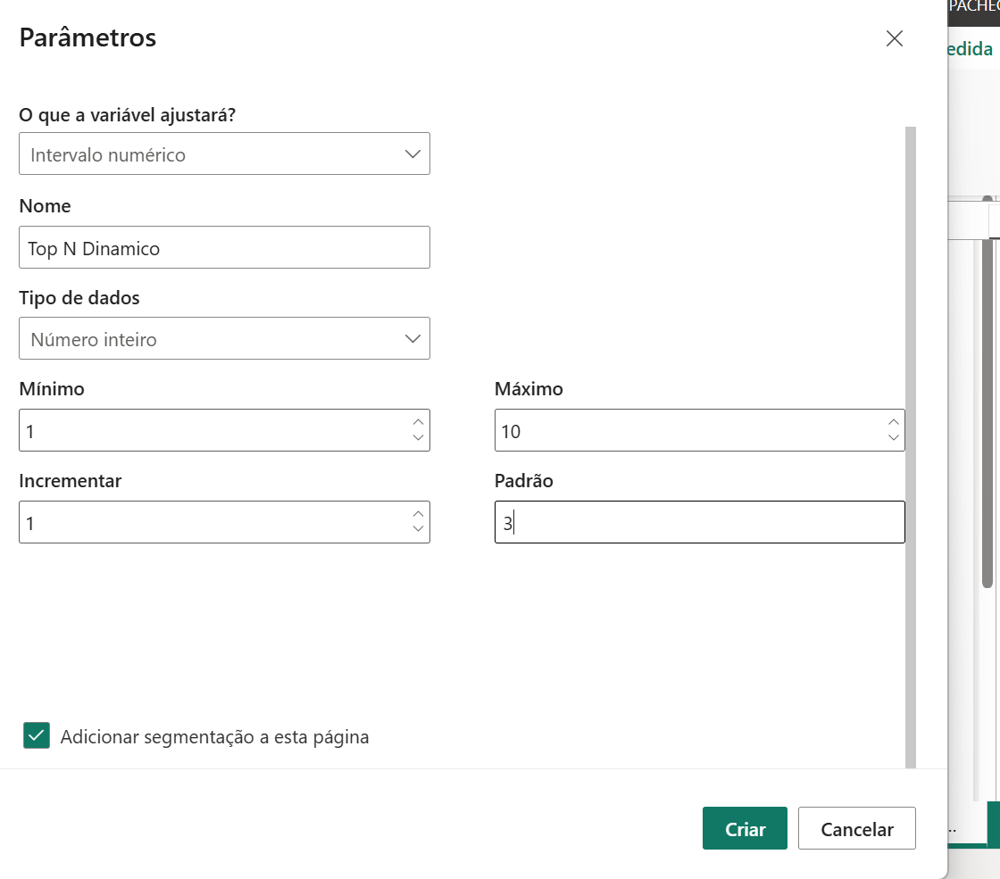 Parâmetros
PACHEC
edida
O que a variável ajustará?
Intervalo numérico
Nome
Top N Dinamico
Tipo de dados
Número inteiro
Mínimo
Máximo
1
10
Incrementar
Padrão
1
3
Adicionar segmentação a esta página
Criar
Cancelar
..